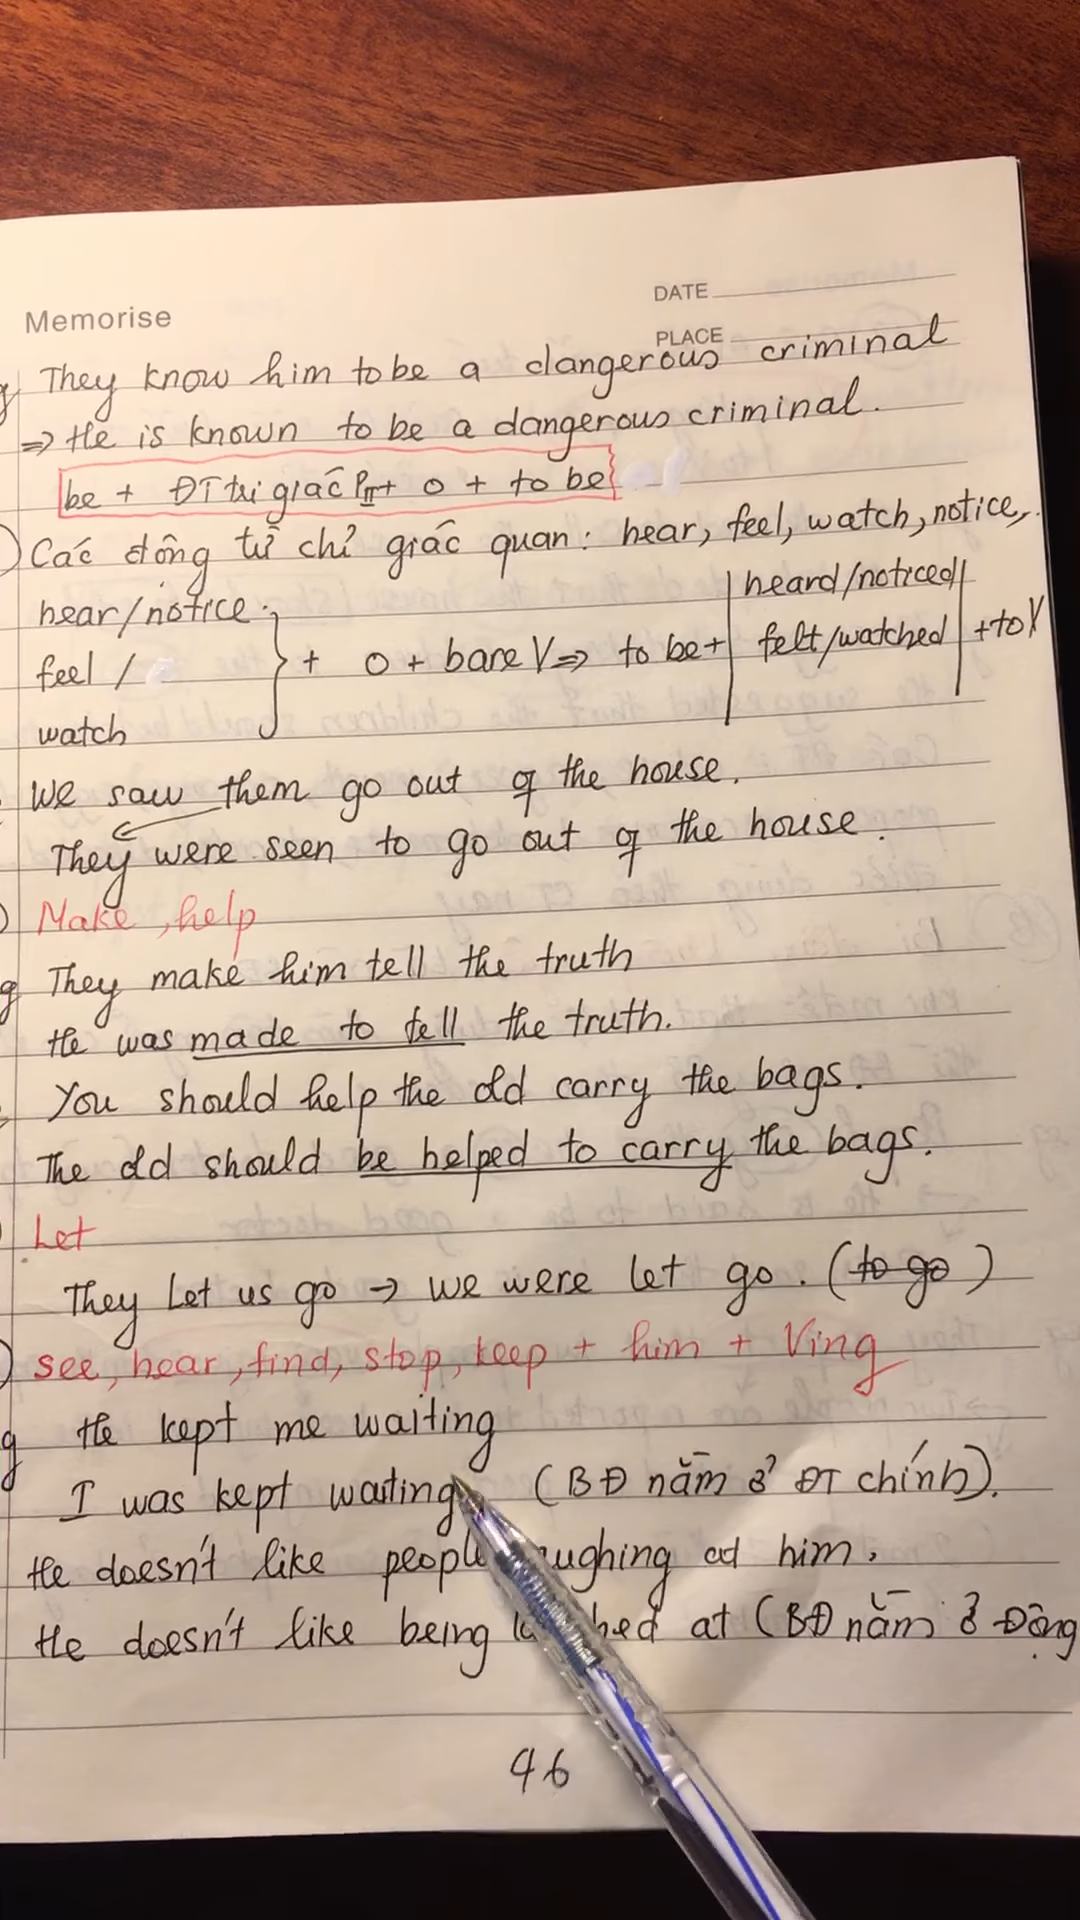 Memorise
DATE
PLACE
They know him to be a dangerous criminal
⇒ He is known to be a dangerous criminal.
be + ĐT tri giác PII + O + to be
Các động từ chỉ giác quan: hear, feel, watch, notice,
hear/notice heard/noticed
feel / } + O + bare V ⇒ to be + felt/watched + to V
watch
We saw them go out of the house.
They were seen to go out of the house.
Make, help
They make him tell the truth
He was made to tell the truth.
You should help the old carry the bags.
The old should be helped to carry the bags.
Let
They Let us go → we were let go. (to go)
see, hear, find, stop, keep + him + Ving
He kept me waiting
I was kept waiting (BĐ nằm ở ĐT chính).
He doesn't like him.
He doesn't like being at (BĐ nằm ở Động
46